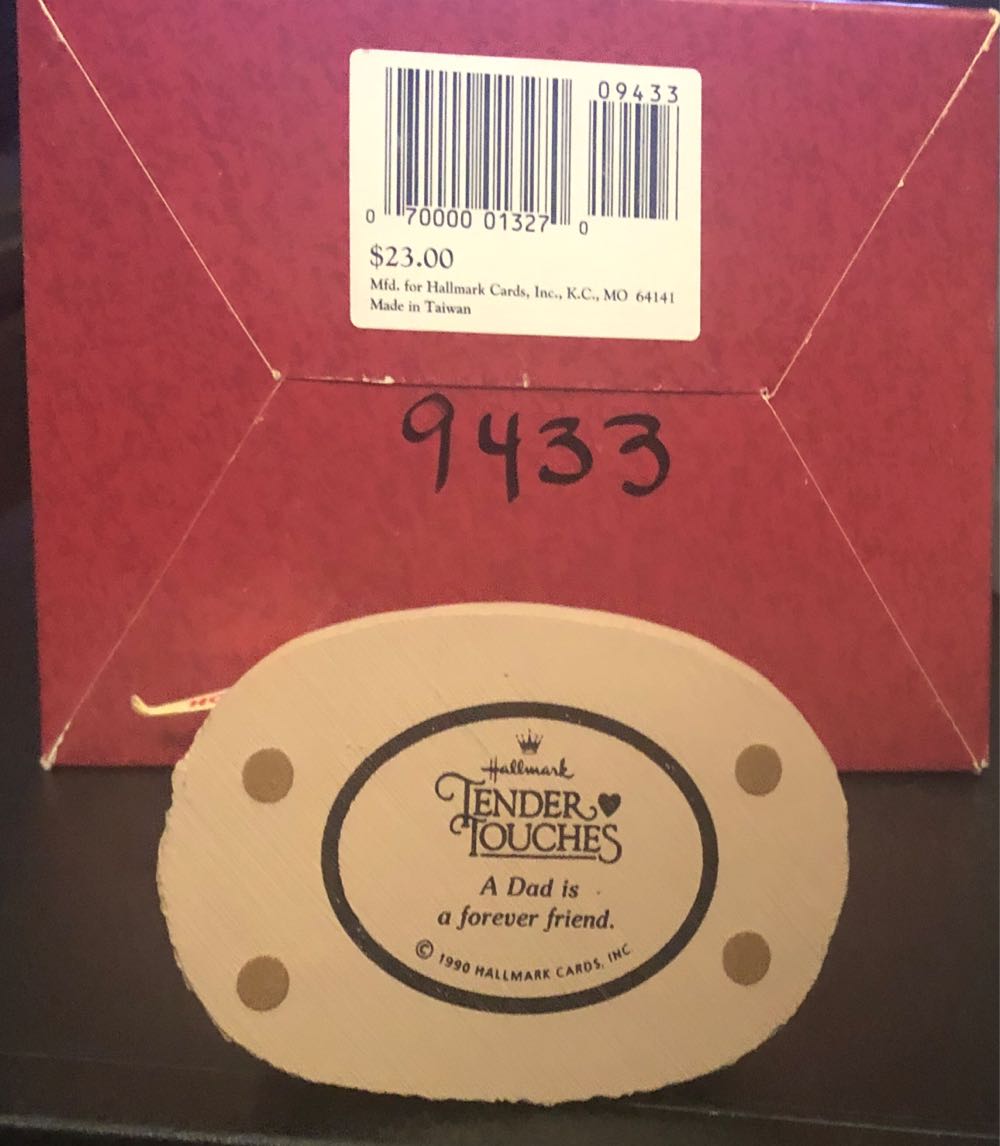 09433
0 70000 01327 0
$23.00
Mfd. for Hallmark Cards, Inc., K.C., MO 64141
Made in Taiwan
9433
Hallmark
TENDER
TOUCHES
A Dad is
a forever friend.
© 1990 HALLMARK CARDS, INC